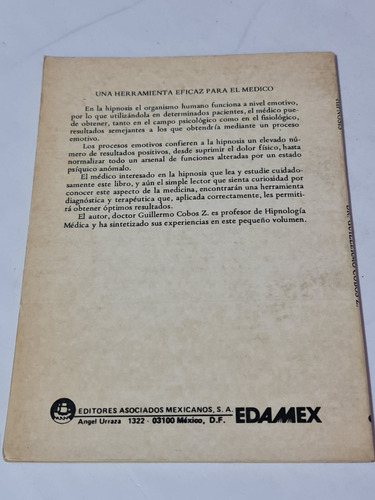 UNA HERRAMIENTA EFICAZ PARA EL MEDICO
En la hipnosis el organismo humano funciona a nivel emotivo,
por lo que utilizándola en determinados pacientes, el médico pue-
de obtener, tanto en el campo psicológico como en el fisiológico,
resultados semejantes a los que obtendría mediante un proceso
emotivo.
Los procesos emotivos confieren a la hipnosis un elevado nú-
mero de resultados positivos, desde suprimir el dolor físico, hasta
normalizar todo un arsenal de funciones alteradas por un estado
psíquico anómalo.
El médico interesado en la hipnosis que lea y estudie cuidado-
samente este libro, y aún el simple lector que sienta curiosidad por
conocer este aspecto de la medicina, encontrarán una herramienta
diagnóstica y terapéutica que, aplicada correctamente, les permiti-
rá obtener óptimos resultados.
El autor, doctor Guillermo Cobos Z. es profesor de Hipnología
Médica y ha sintetizado sus experiencias en este pequeño volumen.
EDITORES ASOCIADOS MEXICANOS, S. A. EDAMEX
Angel Urraza 1322 - 03100 México, D. F.
DR. GUILLERMO COBOS Z.